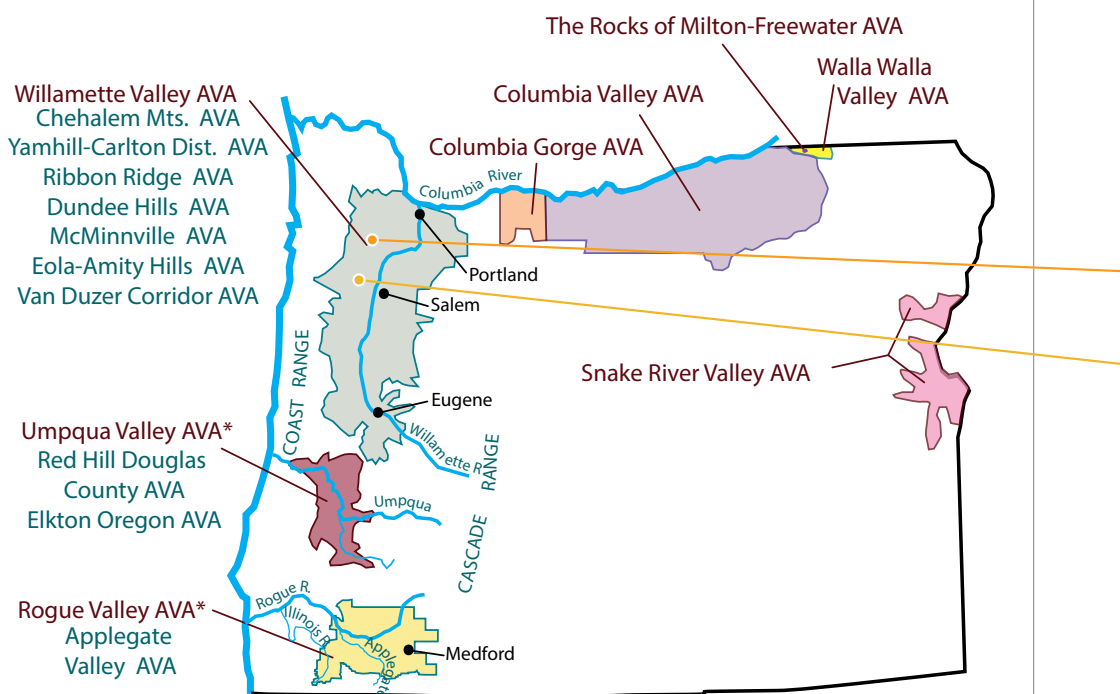 The Rocks of Milton-Freewater AVA
Walla Walla
Valley AVA
Columbia Valley AVA
Columbia Gorge AVA
Willamette Valley AVA
Chehalem Mts. AVA
Yamhill-Carlton Dist. AVA
Ribbon Ridge AVA
Dundee Hills AVA
McMinnville AVA
Eola-Amity Hills AVA
Van Duzer Corridor AVA
Columbia River
Portland
Salem
COAST RANGE
Snake River Valley AVA
Eugene
Willamette R.
CASCADE RANGE
Umpqua Valley AVA*
Red Hill Douglas
County AVA
Elkton Oregon AVA
Umpqua
Rogue R.
Illinois R.
Applegate
Rogue Valley AVA*
Applegate
Valley AVA
Medford